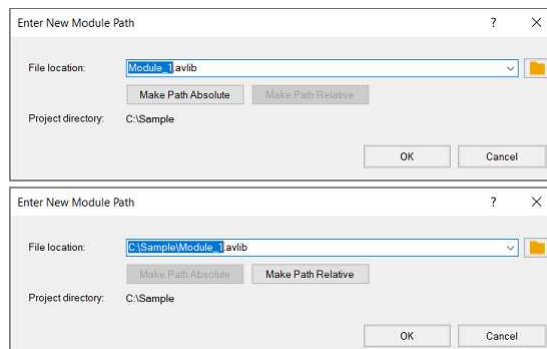 Enter New Module Path ? ×
File location: Module_1.avlib
Make Path Absolute Make Path Relative
Project directory: C:\Sample
OK Cancel
Enter New Module Path ? ×
File location: C:\Sample\Module_1.avlib
Make Path Absolute Make Path Relative
Project directory: C:\Sample
OK Cancel